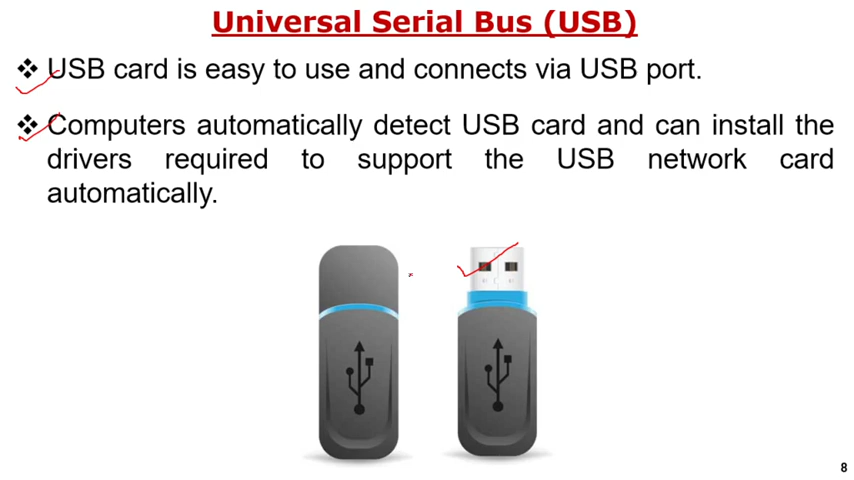 Universal Serial Bus (USB)
❖ USB card is easy to use and connects via USB port.
❖ Computers automatically detect USB card and can install the
drivers required to support the USB network card
automatically.
8